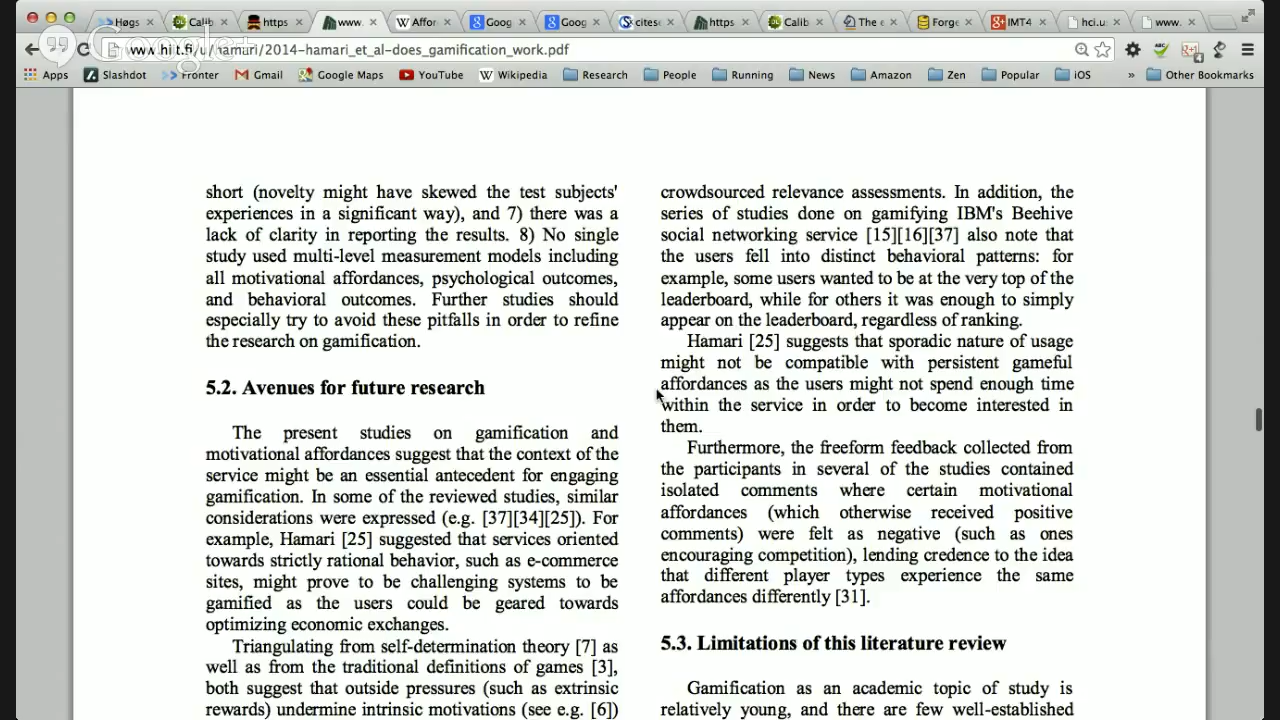 Høgs
Calib
https
www.
Affor
Goog
Goog
cites
https
Calib
The
Forg
IMT4
hci.u
www.
Google+
www.hiit.fi/u/hamari/2014-hamari_et_al-does_gamification_work.pdf
Apps Slashdot Fronter Gmail Google Maps YouTube Wikipedia Research People Running News Amazon Zen Popular iOS » Other Bookmarks
short (novelty might have skewed the test subjects'
experiences in a significant way), and 7) there was a
lack of clarity in reporting the results. 8) No single
study used multi-level measurement models including
all motivational affordances, psychological outcomes,
and behavioral outcomes. Further studies should
especially try to avoid these pitfalls in order to refine
the research on gamification.
5.2. Avenues for future research
The present studies on gamification and
motivational affordances suggest that the context of the
service might be an essential antecedent for engaging
gamification. In some of the reviewed studies, similar
considerations were expressed (e.g. [37][34][25]). For
example, Hamari [25] suggested that services oriented
towards strictly rational behavior, such as e-commerce
sites, might prove to be challenging systems to be
gamified as the users could be geared towards
optimizing economic exchanges.
Triangulating from self-determination theory [7] as
well as from the traditional definitions of games [3],
both suggest that outside pressures (such as extrinsic
rewards) undermine intrinsic motivations (see e.g. [6])
crowdsourced relevance assessments. In addition, the
series of studies done on gamifying IBM's Beehive
social networking service [15][16][37] also note that
the users fell into distinct behavioral patterns: for
example, some users wanted to be at the very top of the
leaderboard, while for others it was enough to simply
appear on the leaderboard, regardless of ranking.
Hamari [25] suggests that sporadic nature of usage
might not be compatible with persistent gameful
affordances as the users might not spend enough time
within the service in order to become interested in
them.
Furthermore, the freeform feedback collected from
the participants in several of the studies contained
isolated comments where certain motivational
affordances (which otherwise received positive
comments) were felt as negative (such as ones
encouraging competition), lending credence to the idea
that different player types experience the same
affordances differently [31].
5.3. Limitations of this literature review
Gamification as an academic topic of study is
relatively young, and there are few well-established